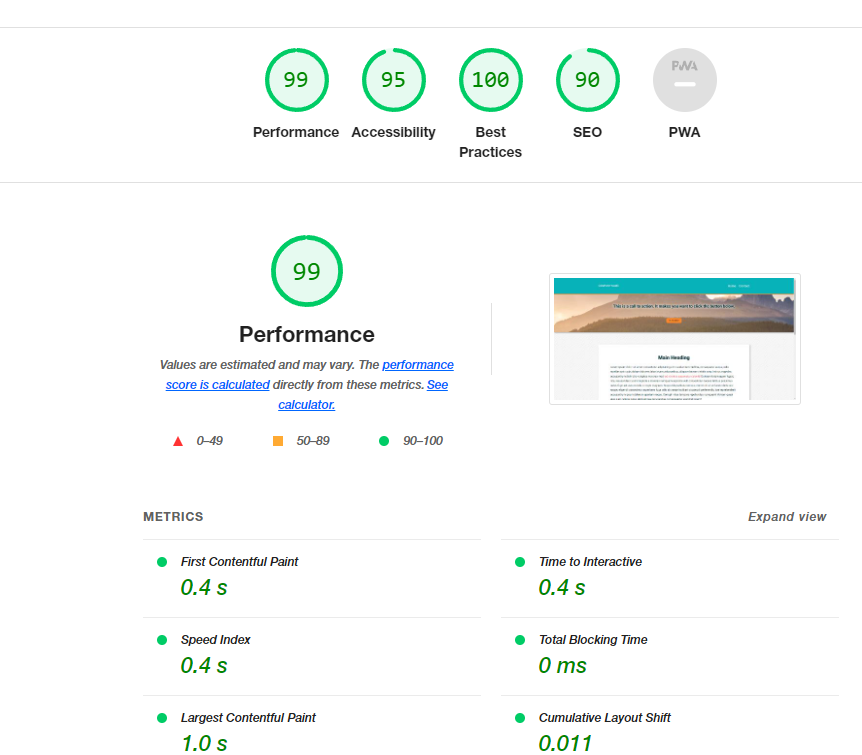 99
95
100
90
PWA
Performance
Accessibility
Best
Practices
SEO
PWA
99
Performance
Values are estimated and may vary. The performance
score is calculated directly from these metrics. See
calculator.
0–49
50–89
90–100
This is a call to action. It makes you want to click the button below.
Main Heading
METRICS
Expand view
First Contentful Paint
0.4 s
Time to Interactive
0.4 s
Speed Index
0.4 s
Total Blocking Time
0 ms
Largest Contentful Paint
1.0 s
Cumulative Layout Shift
0.011